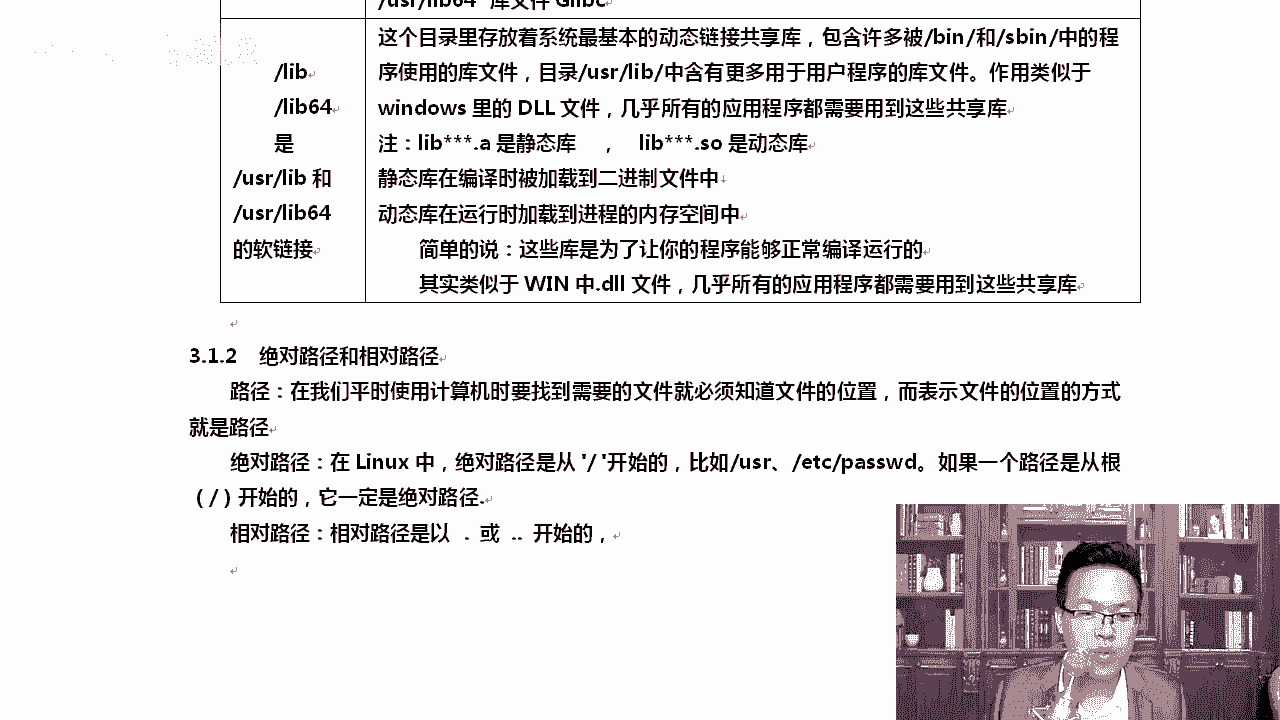 /usr/lib64 库文件 Glibc
/lib
/lib64
是
/usr/lib 和
/usr/lib64
的软链接
这个目录里存放着系统最基本的动态链接共享库，包含许多被/bin/和/sbin/中的程
序使用的库文件，目录/usr/lib/中含有更多用于用户程序的库文件。作用类似于
windows 里的 DLL 文件，几乎所有的应用程序都需要用到这些共享库
注：lib***.a 是静态库 ， lib***.so 是动态库
静态库在编译时被加载到二进制文件中
动态库在运行时加载到进程的内存空间中
简单的说：这些库是为了让你的程序能够正常编译运行的
其实类似于 WIN 中.dll 文件，几乎所有的应用程序都需要用到这些共享库
3.1.2 绝对路径和相对路径
路径：在我们平时使用计算机时要找到需要的文件就必须知道文件的位置，而表示文件的位置的方式
就是路径
绝对路径：在 Linux 中，绝对路径是从 '/ '开始的，比如/usr、/etc/passwd。如果一个路径是从根
（/）开始的，它一定是绝对路径.
相对路径：相对路径是以 . 或 .. 开始的，